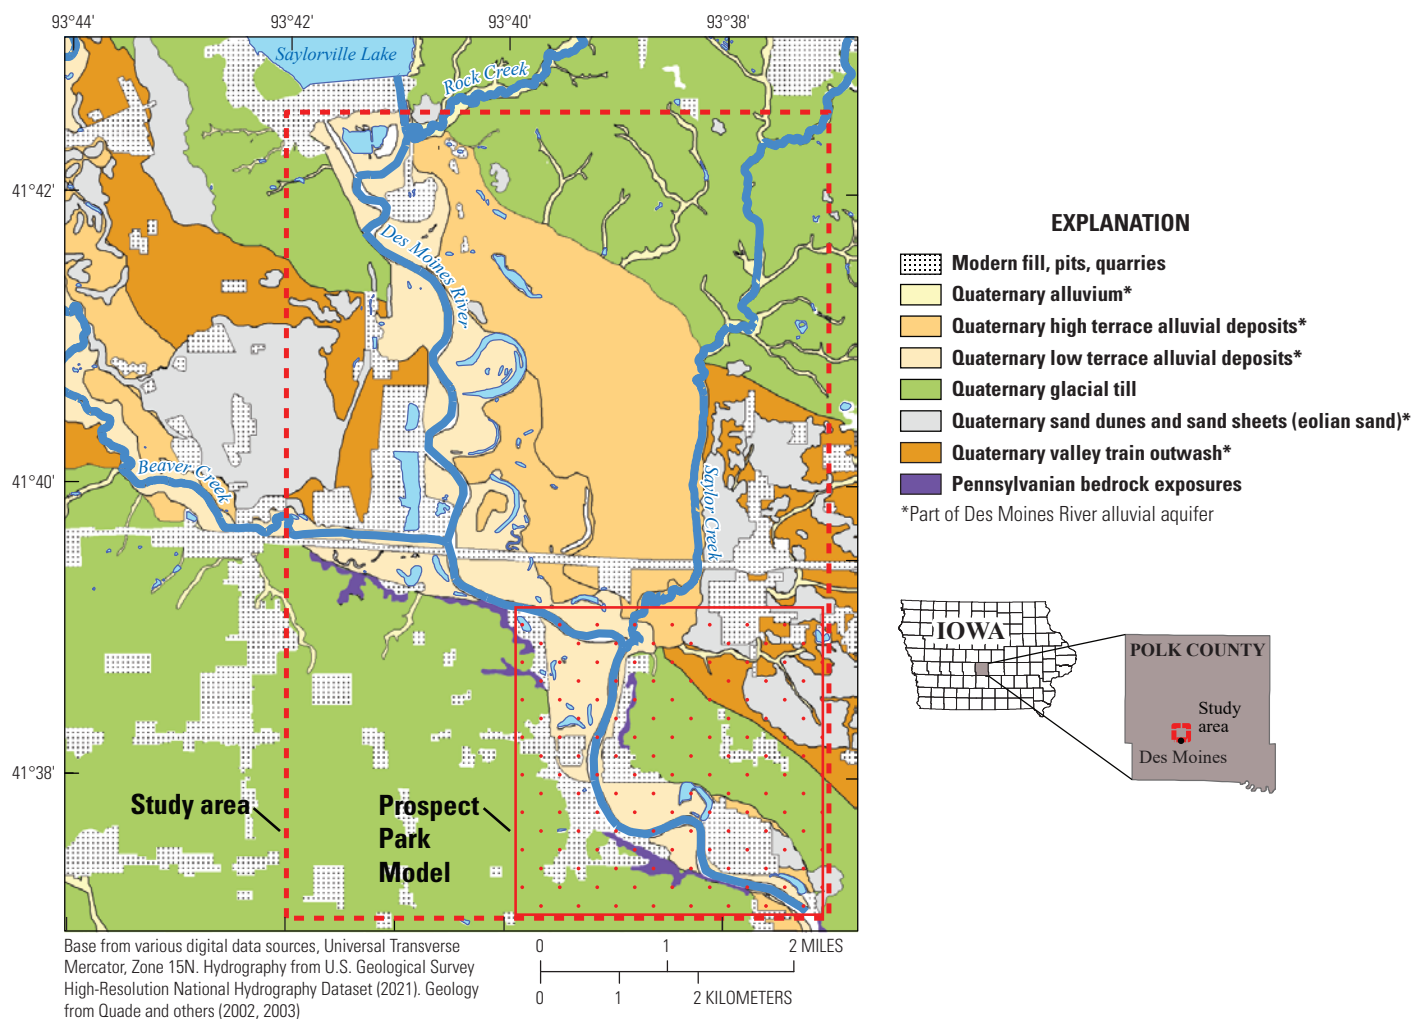 93°44'
93°42'
93°40'
93°38'
Saylorville Lake
Rock Creek
41°42'
Des Moines River
41°40'
Beaver Creek
Saylor Creek
41°38'
Study area
Prospect
Park
Model
EXPLANATION
Modern fill, pits, quarries
Quaternary alluvium*
Quaternary high terrace alluvial deposits*
Quaternary low terrace alluvial deposits*
Quaternary glacial till
Quaternary sand dunes and sand sheets (eolian sand)*
Quaternary valley train outwash*
Pennsylvanian bedrock exposures
*Part of Des Moines River alluvial aquifer
IOWA
POLK COUNTY
Study
area
Des Moines
Base from various digital data sources, Universal Transverse
Mercator, Zone 15N. Hydrography from U.S. Geological Survey
High-Resolution National Hydrography Dataset (2021). Geology
from Quade and others (2002, 2003)
0 1 2 MILES
0 1 2 KILOMETERS